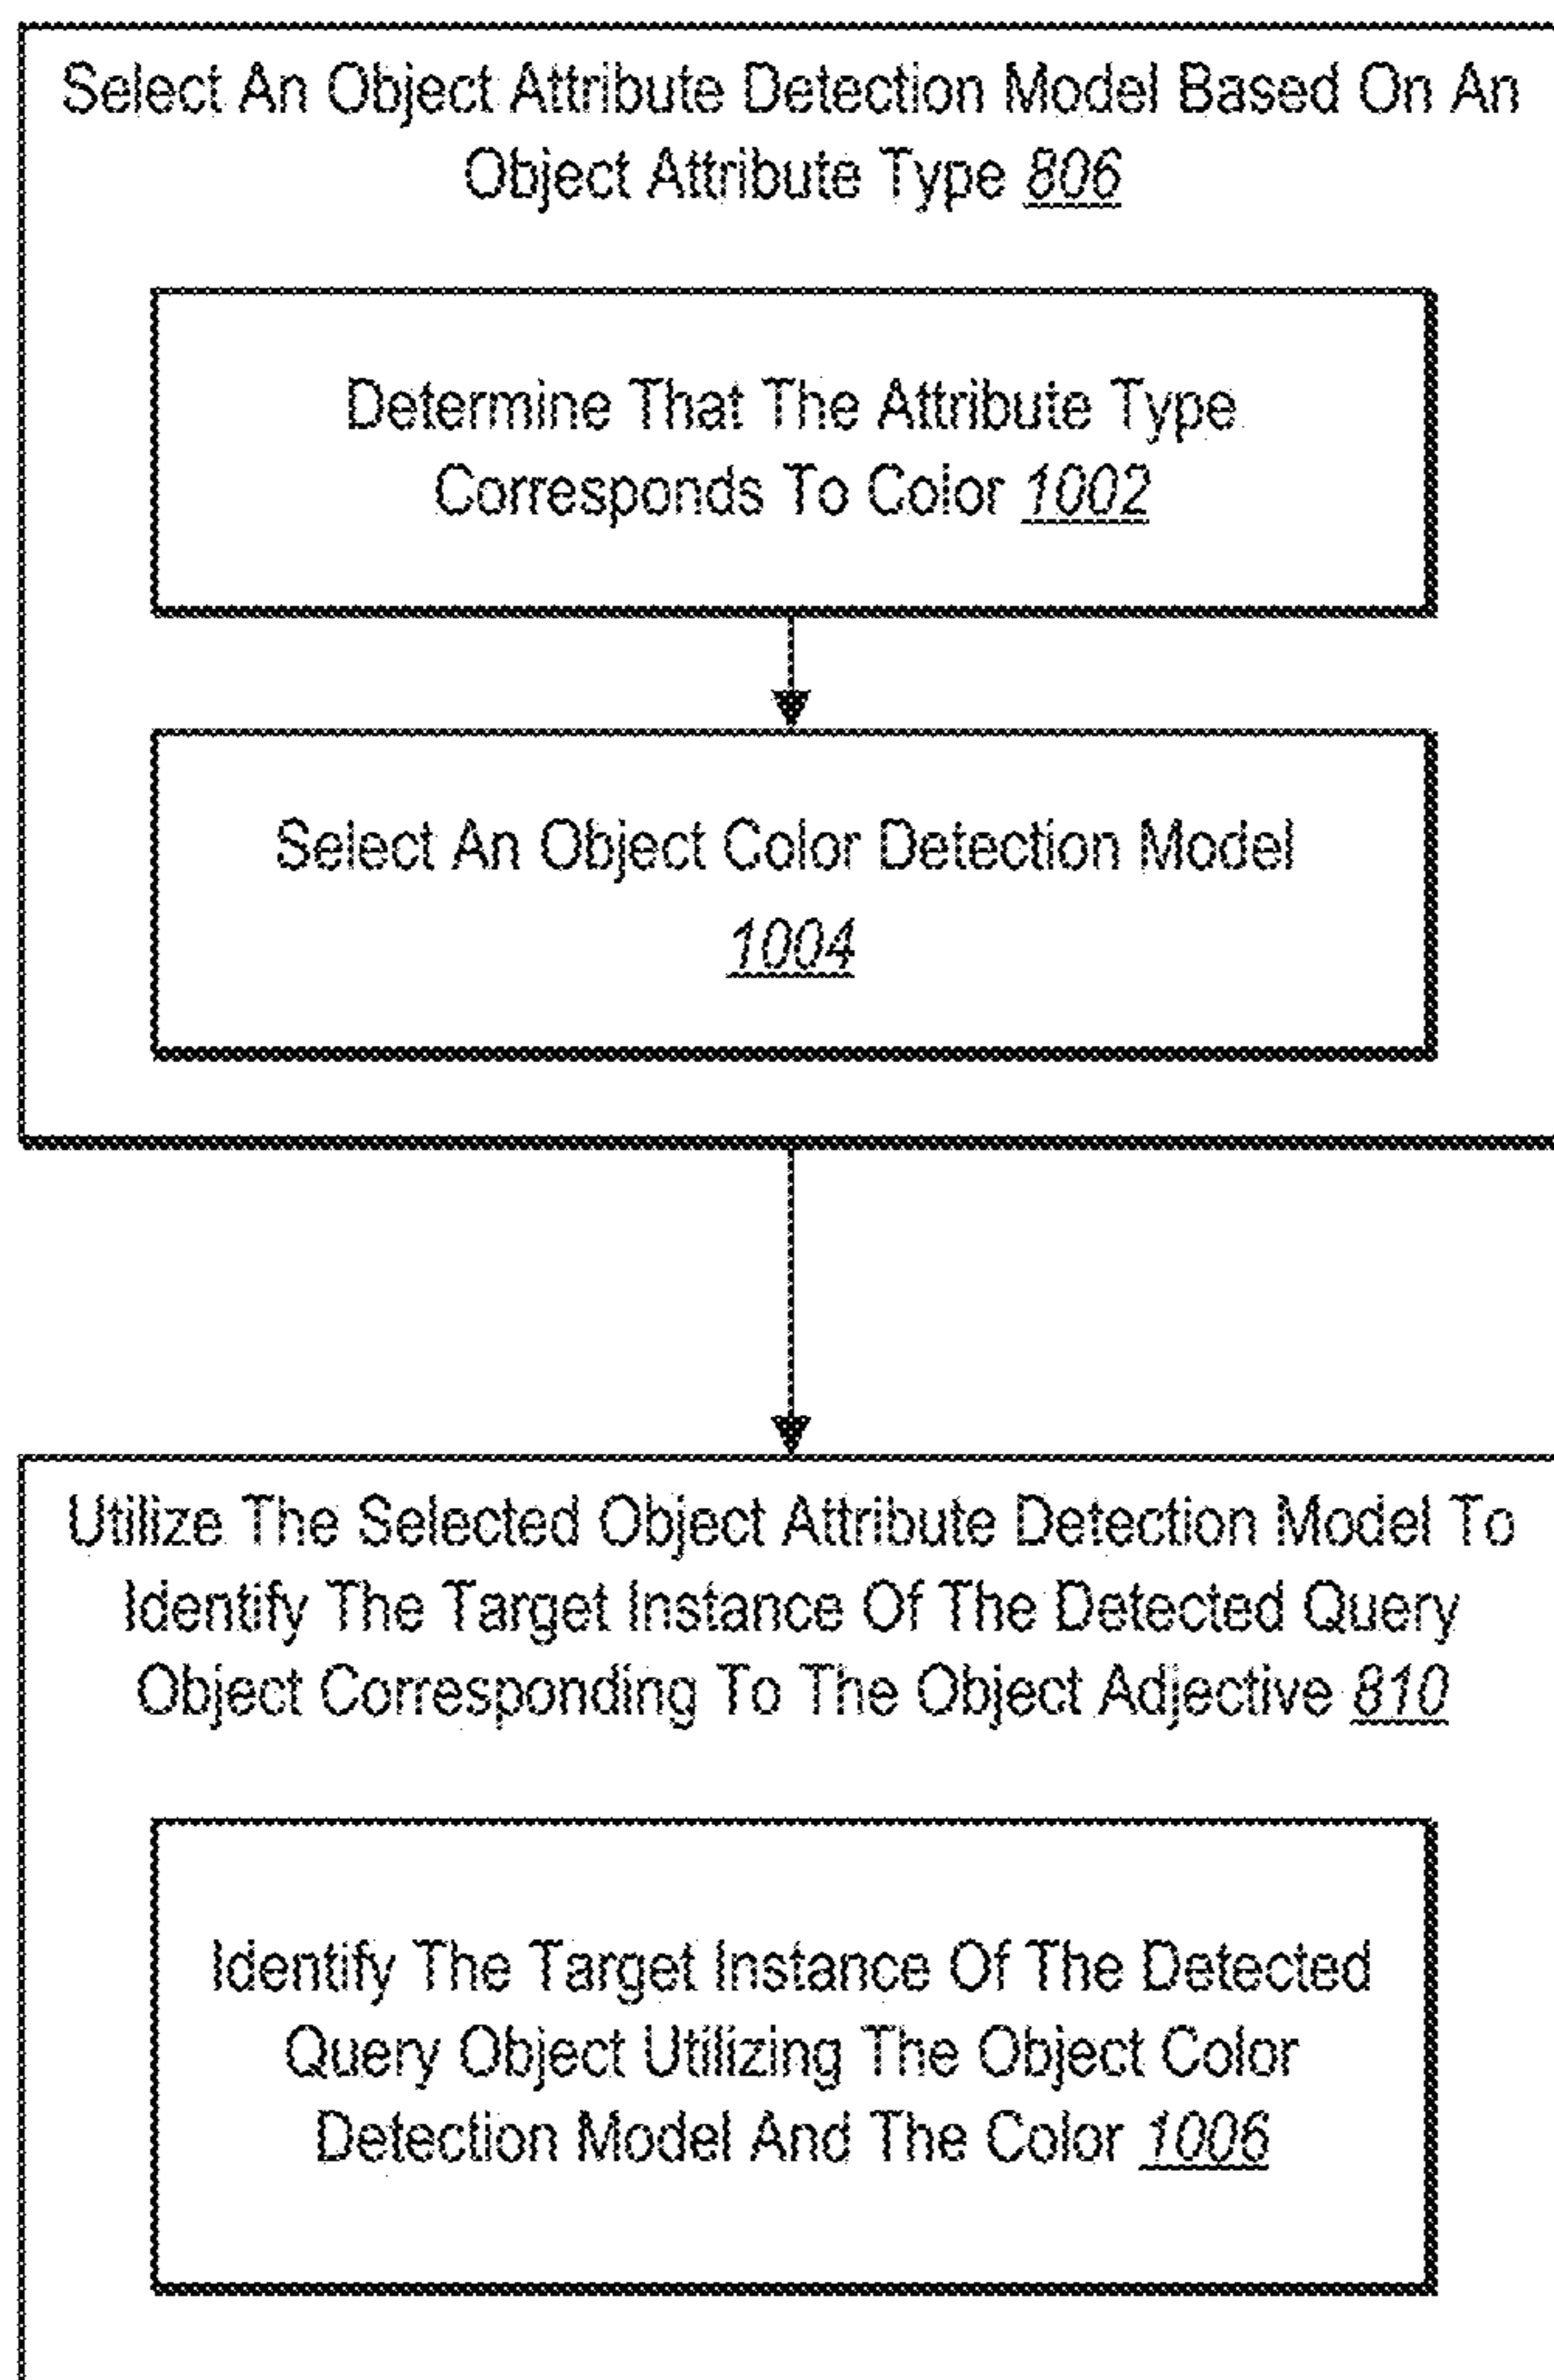 Select An Object Attribute Detection Model Based On An
Object Attribute Type 806
Determine That The Attribute Type
Corresponds To Color 1002
Select An Object Color Detection Model
1004
Utilize The Selected Object Attribute Detection Model To
Identify The Target Instance Of The Detected Query
Object Corresponding To The Object Adjective 810
Identify The Target Instance Of The Detected
Query Object Utilizing The Object Color
Detection Model And The Color 1006